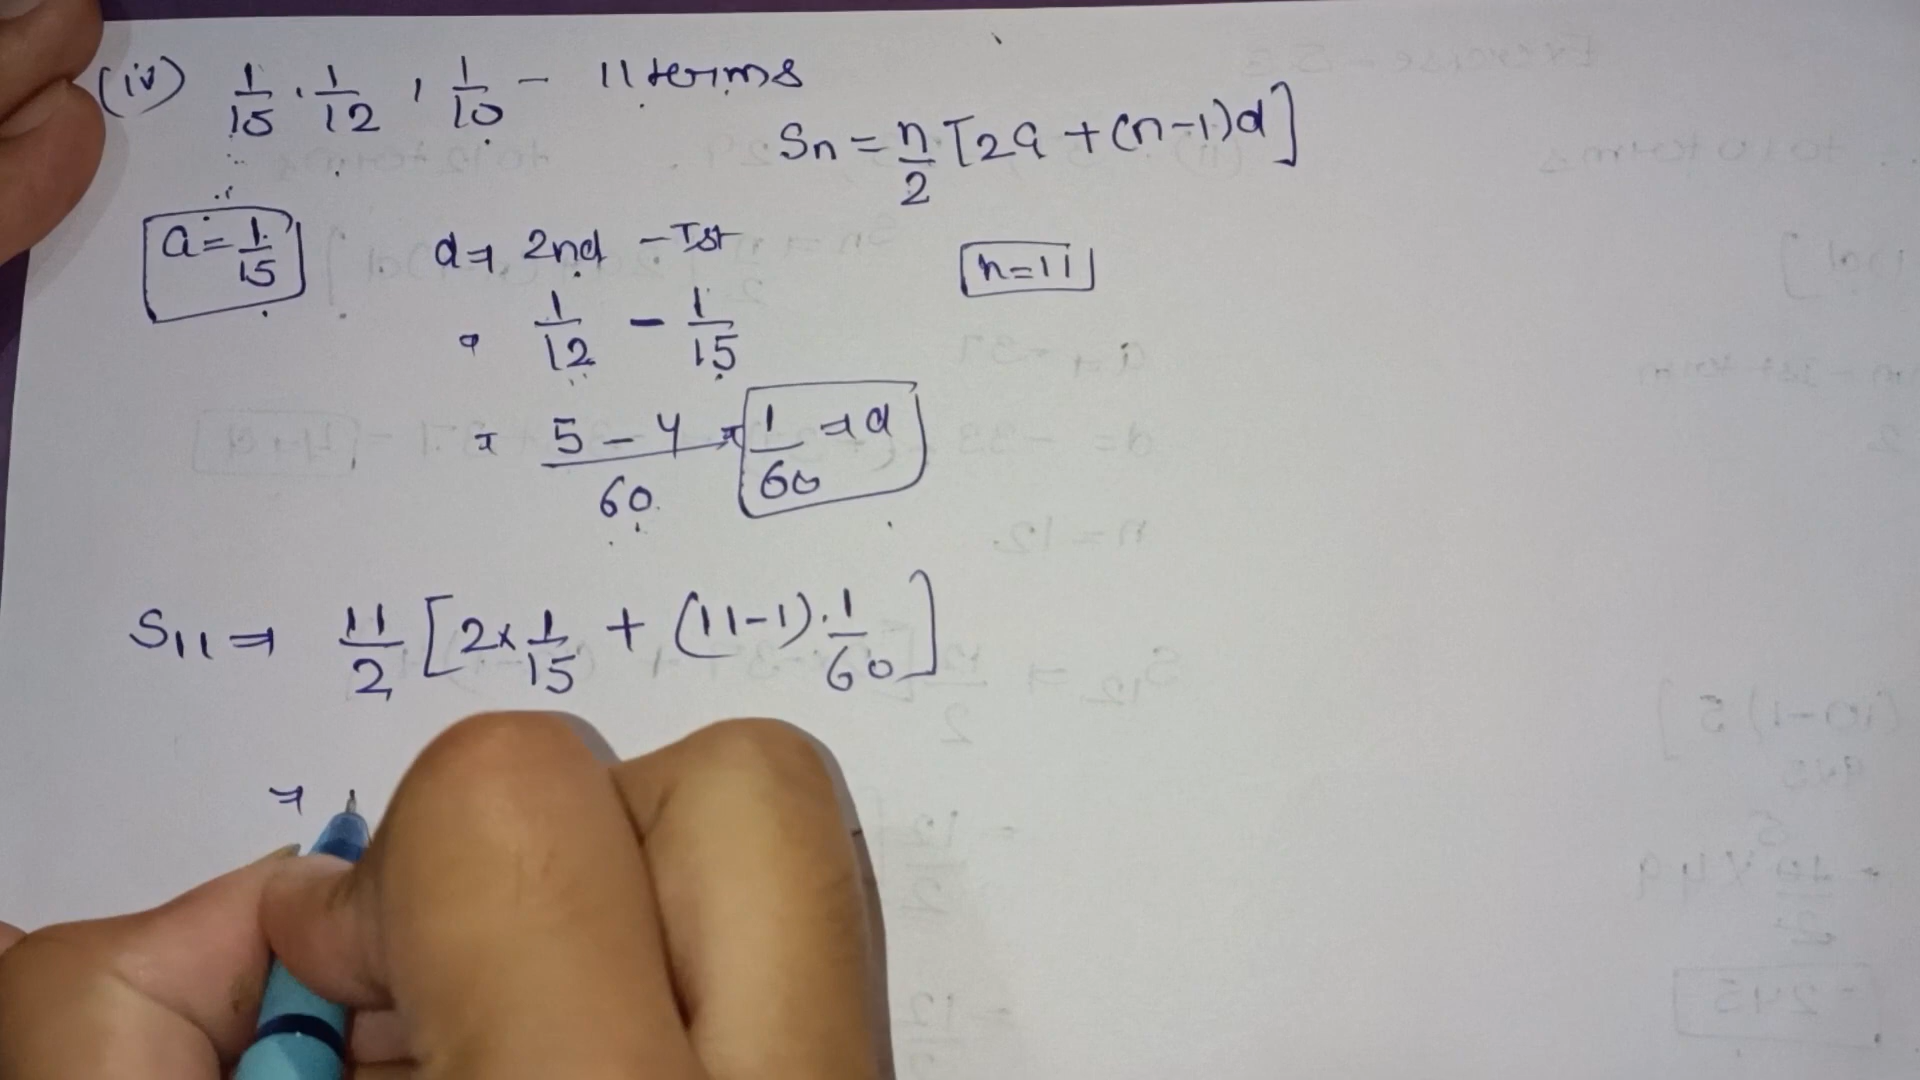 (iv) 1/15 . 1/12 , 1/10 - 11 terms
Sn = n/2 [2a + (n-1)d]
a = 1/15
d = 2nd - Ist
n = 11
= 1/12 - 1/15
= 5 - 4 / 60 = 1/60 = d
S11 = 11/2 [2 x 1/15 + (11-1) . 1/60]
=